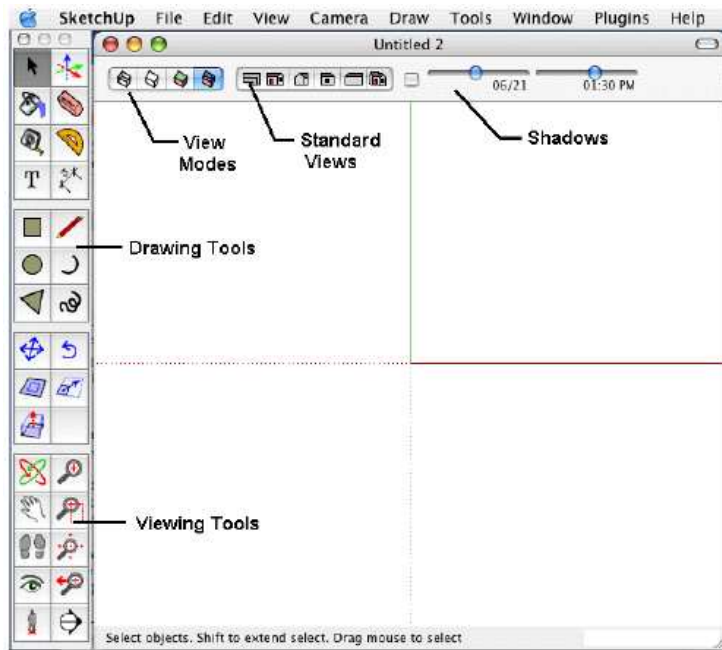 SketchUp File Edit View Camera Draw Tools Window Plugins Help
Untitled 2
06/21 01:30 PM
View Modes
Standard Views
Shadows
T
Drawing Tools
Viewing Tools
Select objects. Shift to extend select. Drag mouse to select